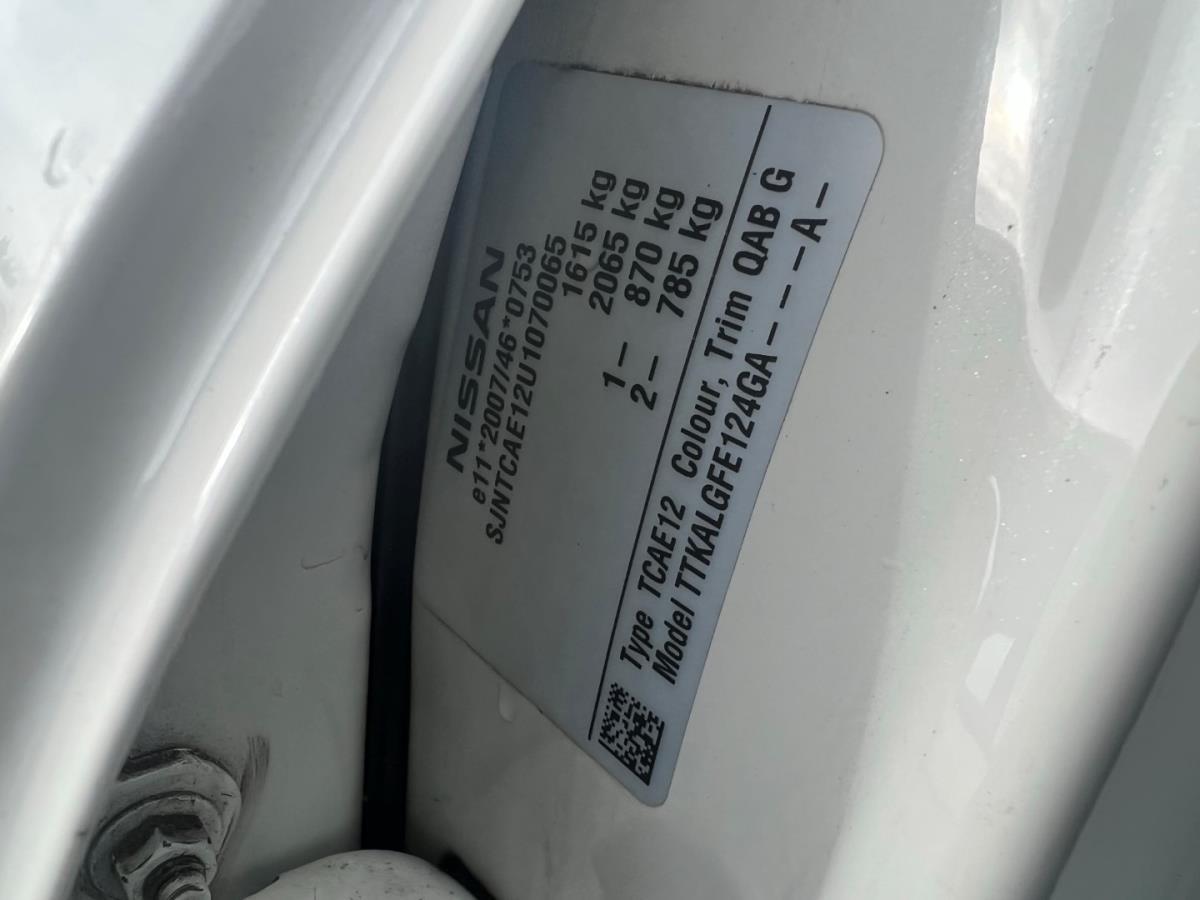 NISSAN
e11*2007/46*0753
SJNTCAE12U1070065
1615 kg
2065 kg
1– 870 kg
2– 785 kg
Type TCAE12 Colour, Trim QAB G
Model TTKALGFE124GA– – – –A–